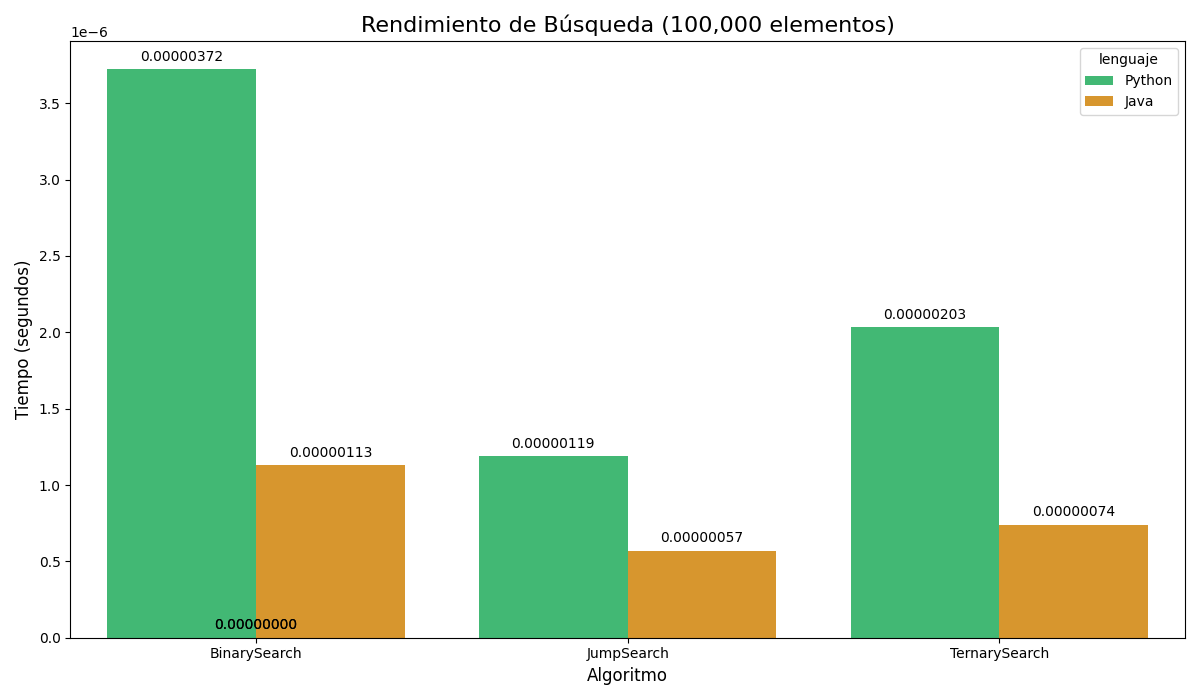 Rendimiento de Búsqueda (100,000 elementos)
1e−6
lenguaje
Python
Java
Tiempo (segundos)
3.5
3.0
2.5
2.0
1.5
1.0
0.5
0.0
0.00000372
0.00000113
0.00000000
0.00000119
0.00000057
0.00000203
0.00000074
BinarySearch
JumpSearch
TernarySearch
Algoritmo